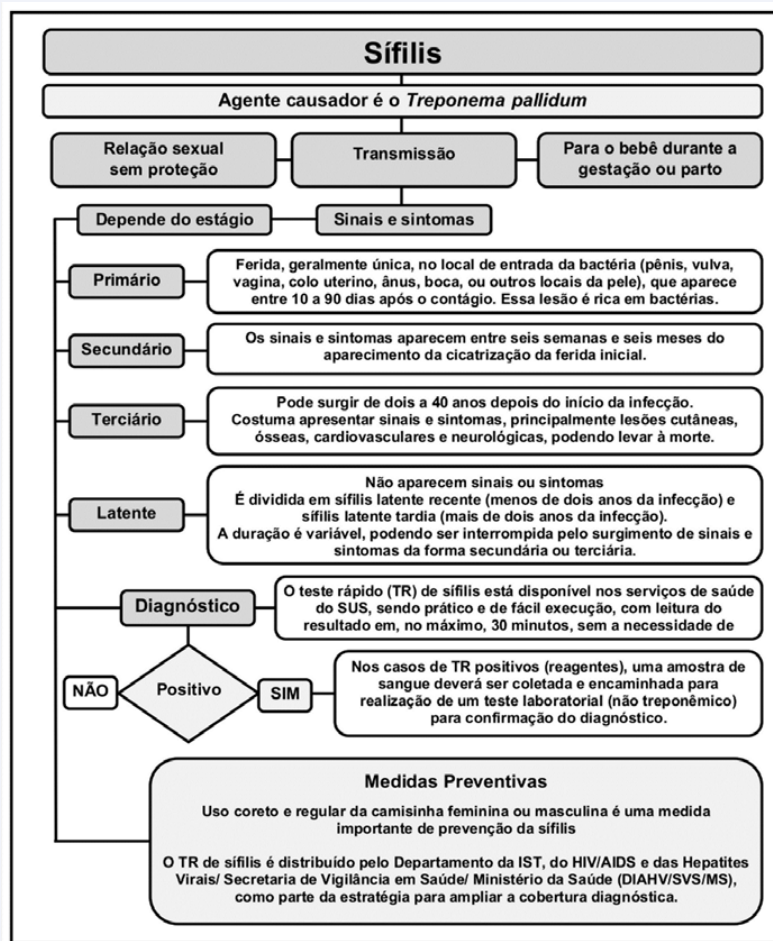 Sífilis
Agente causador é o Treponema pallidum
Relação sexual
sem proteção
Transmissão
Para o bebê durante a
gestação ou parto
Depende do estágio
Sinais e sintomas
Primário
Ferida, geralmente única, no local de entrada da bactéria (pênis, vulva,
vagina, colo uterino, ânus, boca, ou outros locais da pele), que aparece
entre 10 a 90 dias após o contágio. Essa lesão é rica em bactérias.
Secundário
Os sinais e sintomas aparecem entre seis semanas e seis meses do
aparecimento da cicatrização da ferida inicial.
Terciário
Pode surgir de dois a 40 anos depois do início da infecção.
Costuma apresentar sinais e sintomas, principalmente lesões cutâneas,
ósseas, cardiovasculares e neurológicas, podendo levar à morte.
Latente
Não aparecem sinais ou sintomas
É dividida em sífilis latente recente (menos de dois anos da infecção) e
sífilis latente tardia (mais de dois anos da infecção).
A duração é variável, podendo ser interrompida pelo surgimento de sinais e
sintomas da forma secundária ou terciária.
Diagnóstico
O teste rápido (TR) de sífilis está disponível nos serviços de saúde
do SUS, sendo prático e de fácil execução, com leitura do
resultado em, no máximo, 30 minutos, sem a necessidade de
NÃO
Positivo
SIM
Nos casos de TR positivos (reagentes), uma amostra de
sangue deverá ser coletada e encaminhada para
realização de um teste laboratorial (não treponêmico)
para confirmação do diagnóstico.
Medidas Preventivas
Uso coreto e regular da camisinha feminina ou masculina é uma medida
importante de prevenção da sífilis
O TR de sífilis é distribuído pelo Departamento da IST, do HIV/AIDS e das Hepatites
Virais/ Secretaria de Vigilância em Saúde/ Ministério da Saúde (DIAHV/SVS/MS),
como parte da estratégia para ampliar a cobertura diagnóstica.